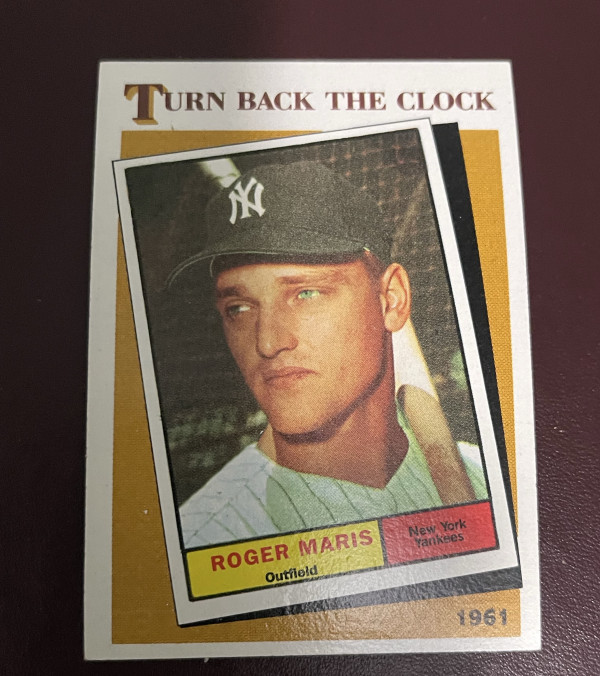 TURN BACK THE CLOCK
NY
ROGER MARIS
Outfield
New York
Yankees
1961